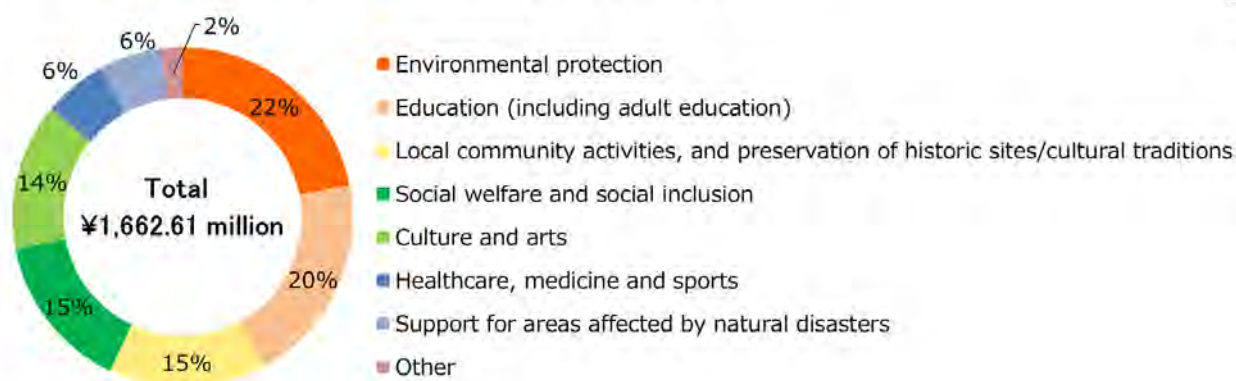 2%
6%
6%
22%
14%
20%
15%
15%
Total
¥1,662.61 million
Environmental protection
Education (including adult education)
Local community activities, and preservation of historic sites/cultural traditions
Social welfare and social inclusion
Culture and arts
Healthcare, medicine and sports
Support for areas affected by natural disasters
Other